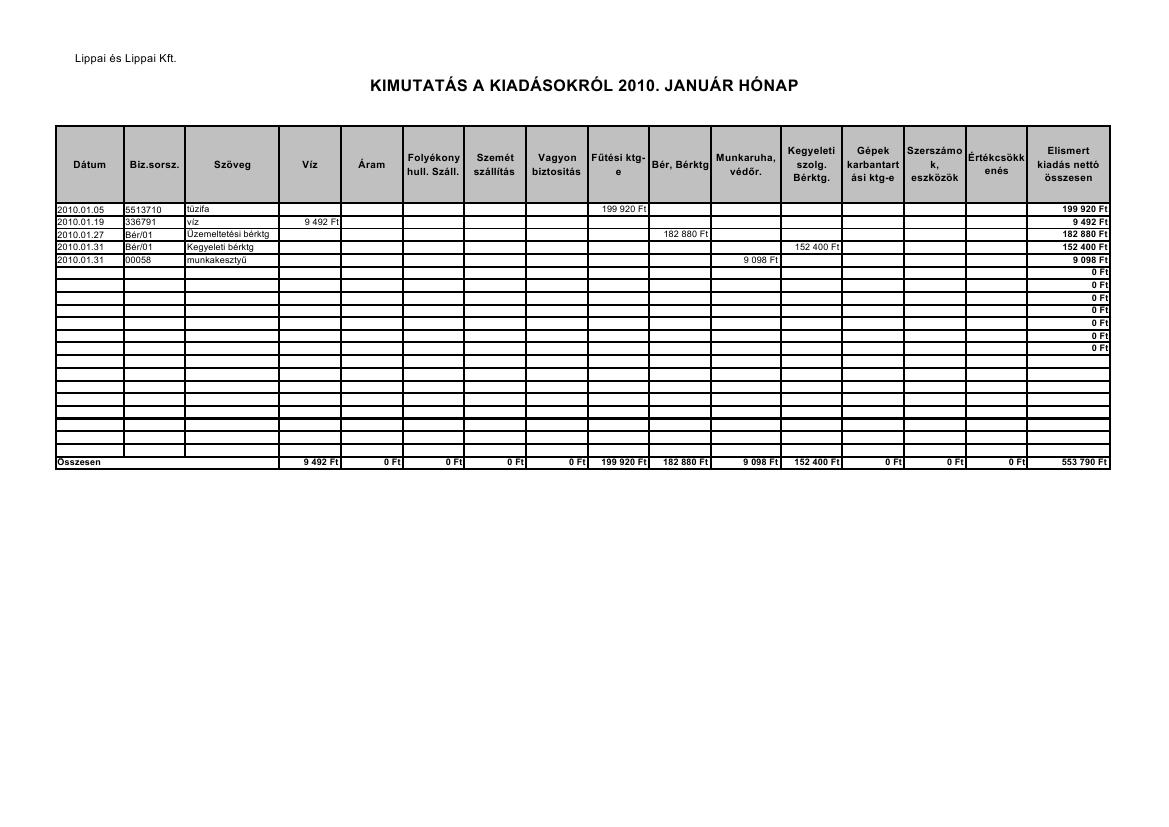 Lippai és Lippai Kft.
KIMUTATÁS A KIADÁSOKRÓL 2010. JANUÁR HÓNAP
Dátum Biz.sorsz. Szöveg Víz Áram Folyékony hull. Száll. Szemét szállítás Vagyon biztositás Fűtési ktg-e Bér, Bérktg Munkaruha, védőr. Kegyeleti szolg. Bérktg. Gépek karbantartási ktg-e Szerszámok, eszközök Értékcsökkenés Elismert kiadás nettó összesen
2010.01.05 5513710 tüzifa 199 920 Ft 199 920 Ft
2010.01.19 336791 víz 9 492 Ft 9 492 Ft
2010.01.27 Bér/01 Üzemeltetési bérktg 182 880 Ft 182 880 Ft
2010.01.31 Bér/01 Kegyeleti bérktg 152 400 Ft 152 400 Ft
2010.01.31 00058 munkakesztyű 9 098 Ft 9 098 Ft
0 Ft
0 Ft
0 Ft
0 Ft
0 Ft
0 Ft
0 Ft
Összesen 9 492 Ft 0 Ft 0 Ft 0 Ft 0 Ft 199 920 Ft 182 880 Ft 9 098 Ft 152 400 Ft 0 Ft 0 Ft 0 Ft 553 790 Ft